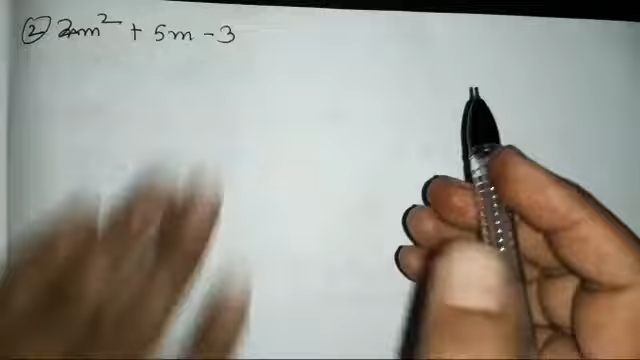 ② 2m² + 5m - 3